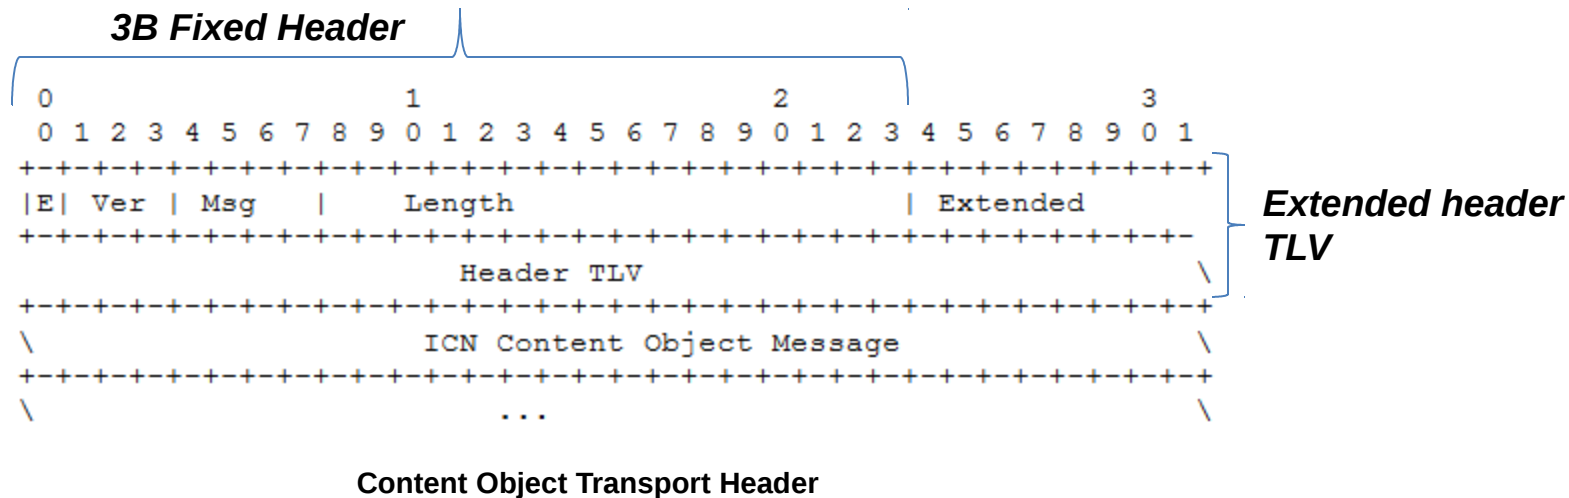 3B Fixed Header
0 1 2 3
0 1 2 3 4 5 6 7 8 9 0 1 2 3 4 5 6 7 8 9 0 1 2 3 4 5 6 7 8 9 0 1
+-+-+-+-+-+-+-+-+-+-+-+-+-+-+-+-+-+-+-+-+-+-+-+-+-+-+-+-+-+-+-+-+
|E| Ver | Msg | Length | Extended
+-+-+-+-+-+-+-+-+-+-+-+-+-+-+-+-+-+-+-+-+-+-+-+-+-+-+-+-+-+-+-+-
Extended header
TLV
Header TLV \
+-+-+-+-+-+-+-+-+-+-+-+-+-+-+-+-+-+-+-+-+-+-+-+-+-+-+-+-+-+-+-+-+
\ ICN Content Object Message \
+-+-+-+-+-+-+-+-+-+-+-+-+-+-+-+-+-+-+-+-+-+-+-+-+-+-+-+-+-+-+-+-+
\ ... \
Content Object Transport Header